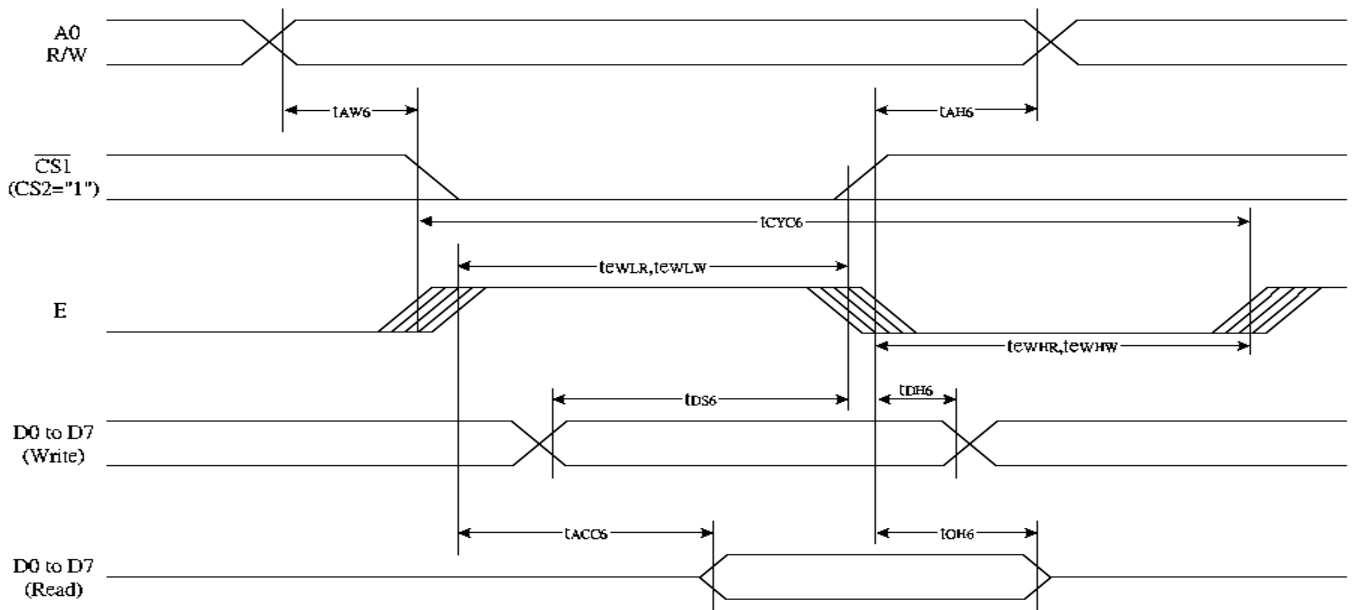 A0
R/W
tAW6
tAH6
CS1
(CS2="1")
tCYC6
tEWLR,tEWLW
E
tEWHR,tEWHW
tDS6
tDH6
D0 to D7
(Write)
tACC6
tOH6
D0 to D7
(Read)